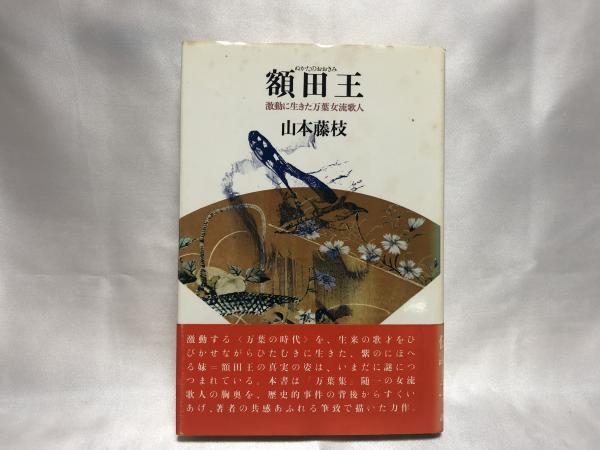 ぬかたのおおきみ
額田王
激動に生きた万葉女流歌人
山本藤枝
激動する〈万葉の時代〉を、生来の歌才をひ
びかせながらひたむきに生きた、紫のにほへ
る妹=額田王の真実の姿は、いまだに謎につ
つまれている。本書は「万葉集」随一の女流
歌人の胸奥を、歴史的事件の背後からすくい
あげ、著者の共感あふれる筆致で描いた力作。